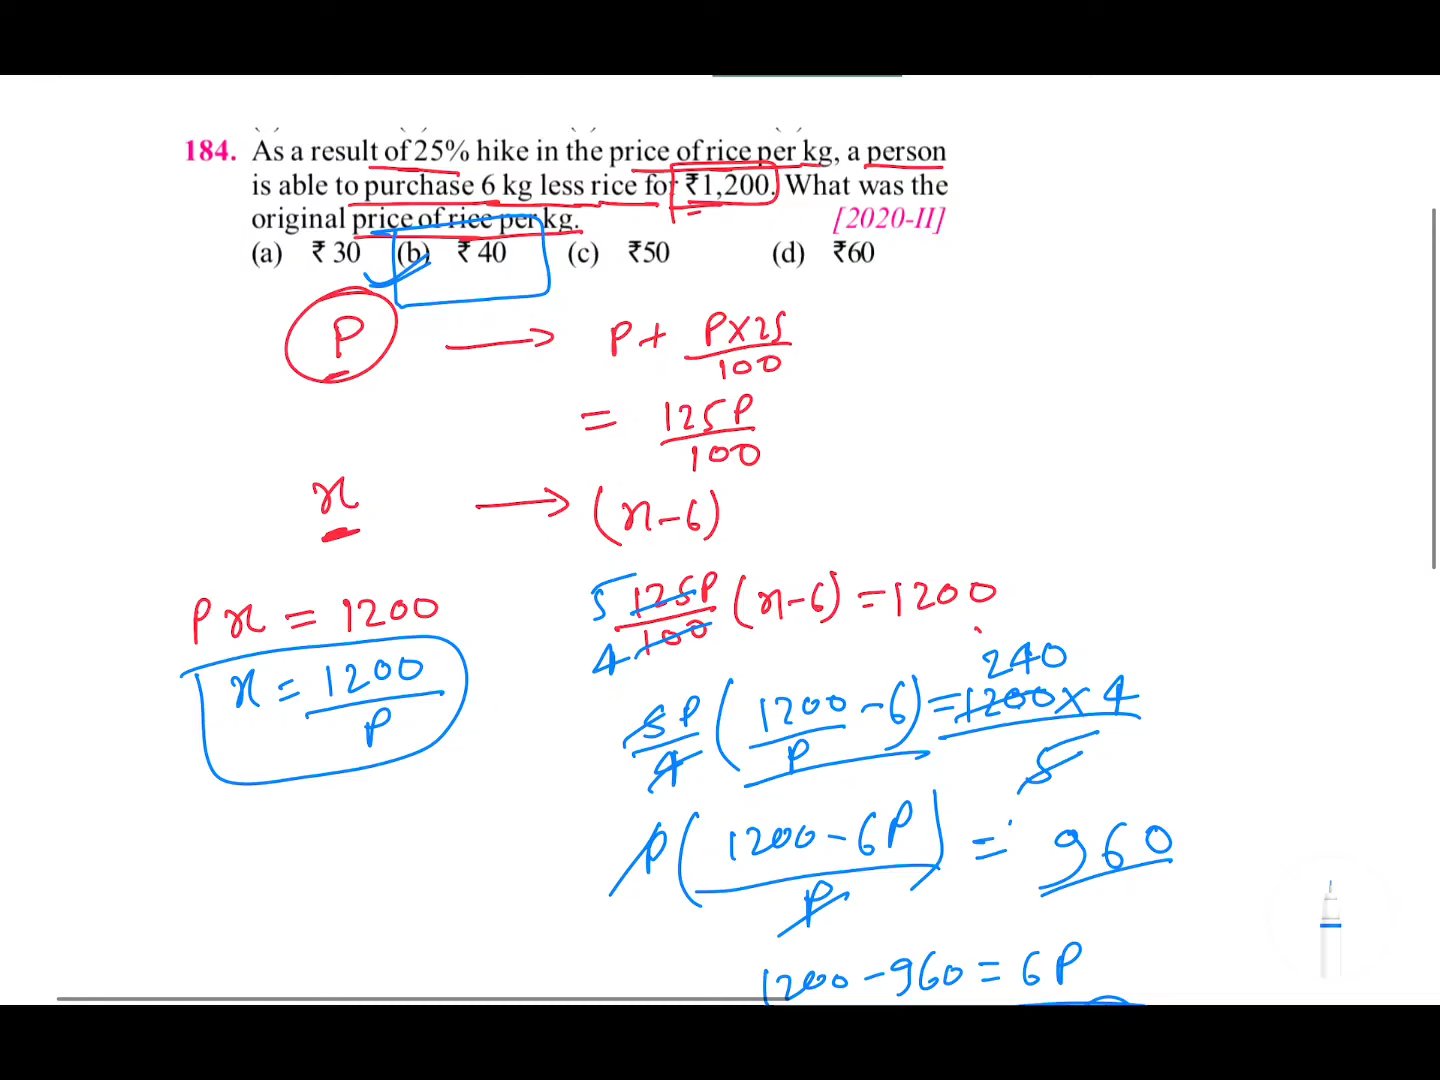 184. As a result of 25% hike in the price of rice per kg, a person
is able to purchase 6 kg less rice for ₹1,200. What was the
original price of rice per kg. [2020-II]
(a) ₹ 30 (b) ₹ 40 (c) ₹50 (d) ₹60
P → P + P×25/100
= 125P/100
x → (x-6)
Px = 1200
x = 1200/P
5 125P/100 (x-6) = 1200
4
240
5P/4 (1200/P - 6) = 1200×4/5
P(1200-6P/P) = 960
1200-960 = 6P